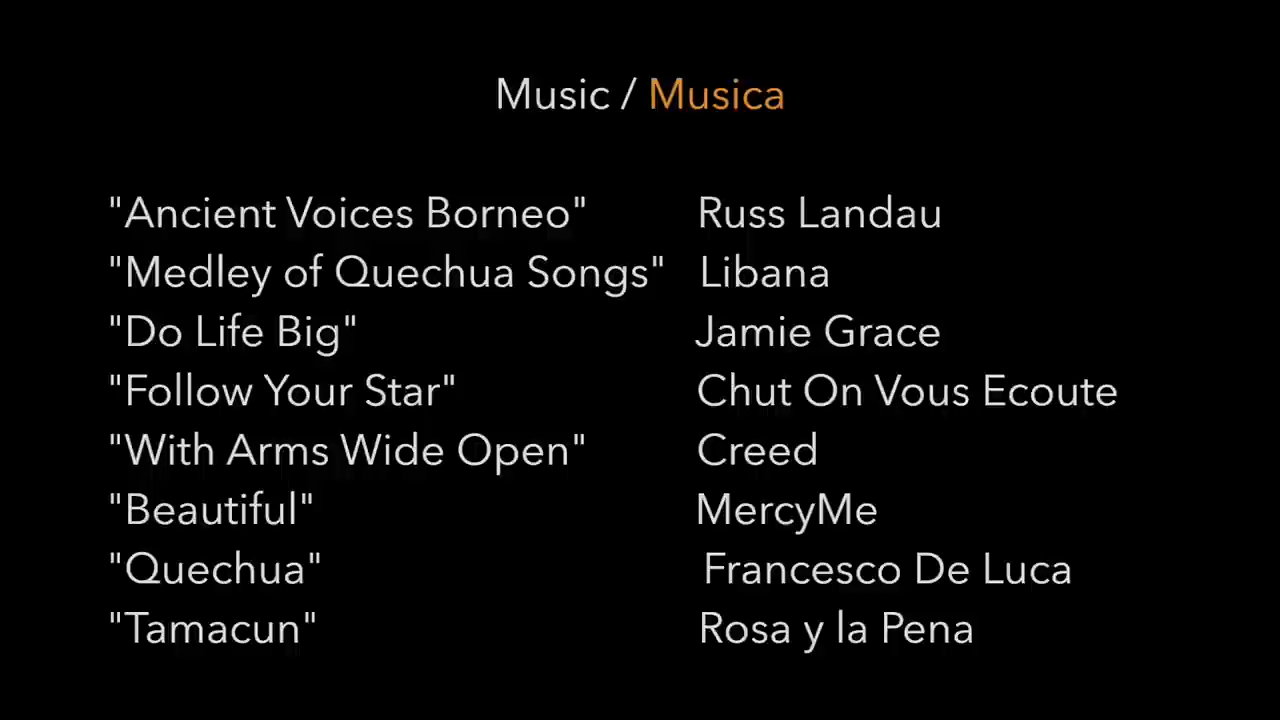 Music / Musica
"Ancient Voices Borneo" Russ Landau
"Medley of Quechua Songs" Libana
"Do Life Big" Jamie Grace
"Follow Your Star" Chut On Vous Ecoute
"With Arms Wide Open" Creed
"Beautiful" MercyMe
"Quechua" Francesco De Luca
"Tamacun" Rosa y la Pena